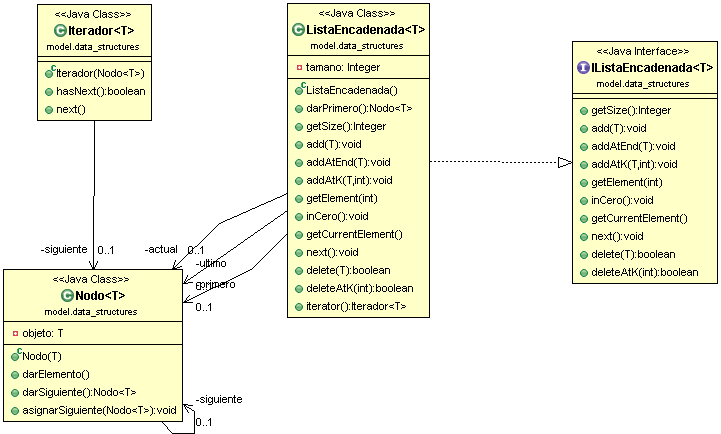 <<Java Class>>
Iterador<T>
model.data_structures
Iterador(Nodo<T>)
hasNext():boolean
next()
<<Java Class>>
ListaEncadenada<T>
model.data_structures
tamano: Integer
ListaEncadenada()
darPrimero():Nodo<T>
getSize():Integer
add(T):void
addAtEnd(T):void
addAtK(T,int):void
getElement(int)
inCero():void
getCurrentElement()
next():void
delete(T):boolean
deleteAtK(int):boolean
iterator():Iterador<T>
<<Java Interface>>
IListaEncadenada<T>
model.data_structures
getSize():Integer
add(T):void
addAtEnd(T):void
addAtK(T,int):void
getElement(int)
inCero():void
getCurrentElement()
next():void
delete(T):boolean
deleteAtK(int):boolean
-siguiente 0..1
-actual 0..1
-ultimo
-primero
0..1
<<Java Class>>
Nodo<T>
model.data_structures
objeto: T
Nodo(T)
darElemento()
darSiguiente():Nodo<T>
asignarSiguiente(Nodo<T>):void
-siguiente
0..1